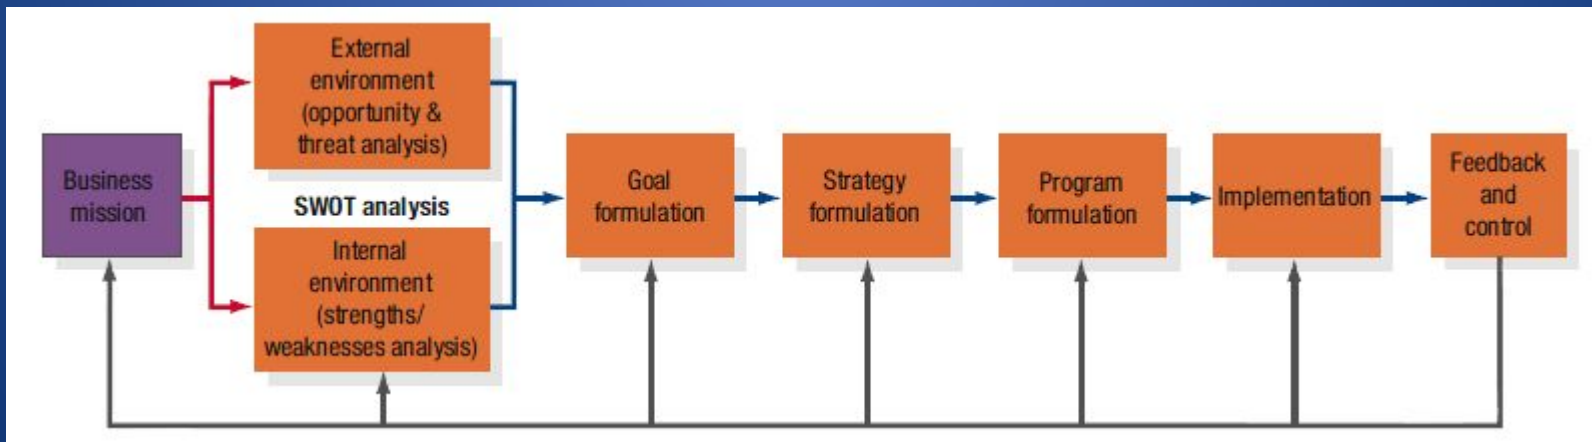 Business
mission
External
environment
(opportunity &
threat analysis)
SWOT analysis
Internal
environment
(strengths/
weaknesses analysis)
Goal
formulation
Strategy
formulation
Program
formulation
Implementation
Feedback
and
control